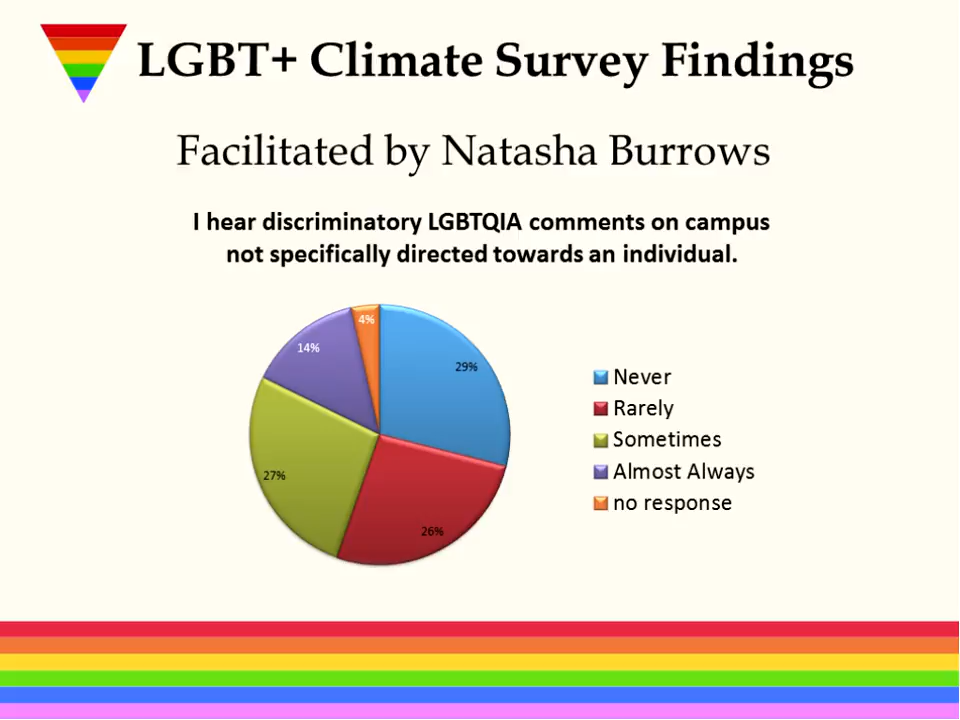 LGBT+ Climate Survey Findings
Facilitated by Natasha Burrows
I hear discriminatory LGBTQIA comments on campus
not specifically directed towards an individual.
4%
14%
29%
27%
26%
Never
Rarely
Sometimes
Almost Always
no response